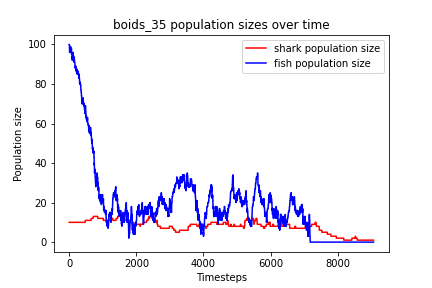 boids_35 population sizes over time
shark population size
fish population size
Population size
100
80
60
40
20
0
0
2000
4000
6000
8000
Timesteps